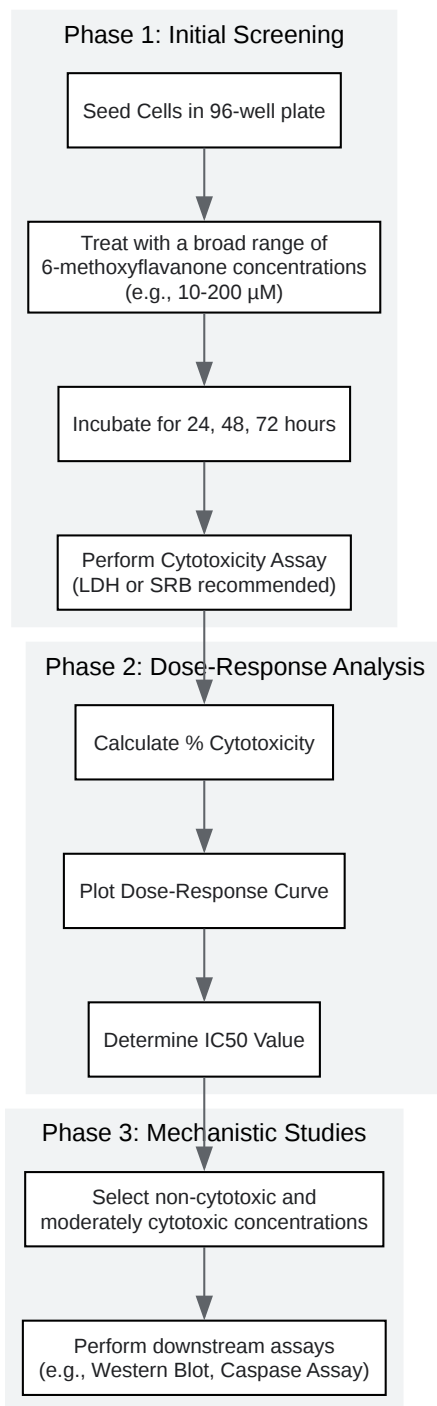 Phase 1: Initial Screening
Seed Cells in 96-well plate
Treat with a broad range of
6-methoxyflavanone concentrations
(e.g., 10-200 µM)
Incubate for 24, 48, 72 hours
Perform Cytotoxicity Assay
(LDH or SRB recommended)
Phase 2: Dose-Response Analysis
Calculate % Cytotoxicity
Plot Dose-Response Curve
Determine IC50 Value
Phase 3: Mechanistic Studies
Select non-cytotoxic and
moderately cytotoxic concentrations
Perform downstream assays
(e.g., Western Blot, Caspase Assay)